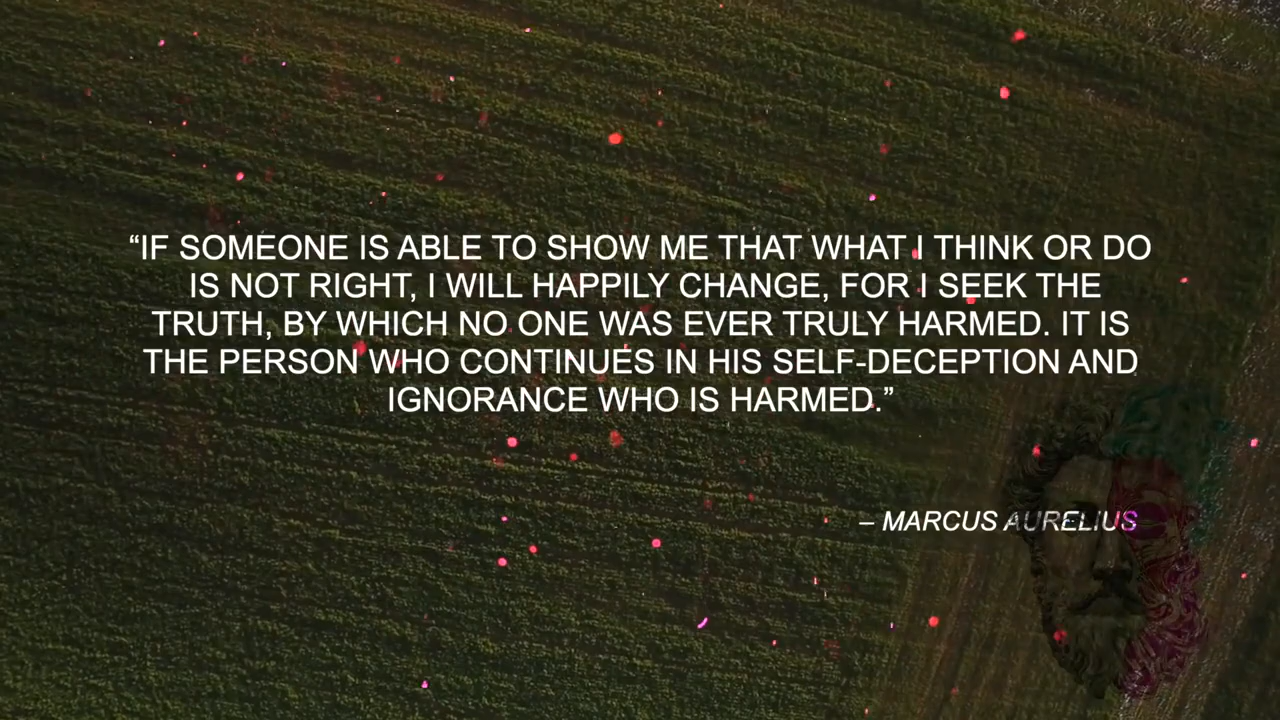 “IF SOMEONE IS ABLE TO SHOW ME THAT WHAT I THINK OR DO
IS NOT RIGHT, I WILL HAPPILY CHANGE, FOR I SEEK THE
TRUTH, BY WHICH NO ONE WAS EVER TRULY HARMED. IT IS
THE PERSON WHO CONTINUES IN HIS SELF-DECEPTION AND
IGNORANCE WHO IS HARMED.”
– MARCUS AURELIUS